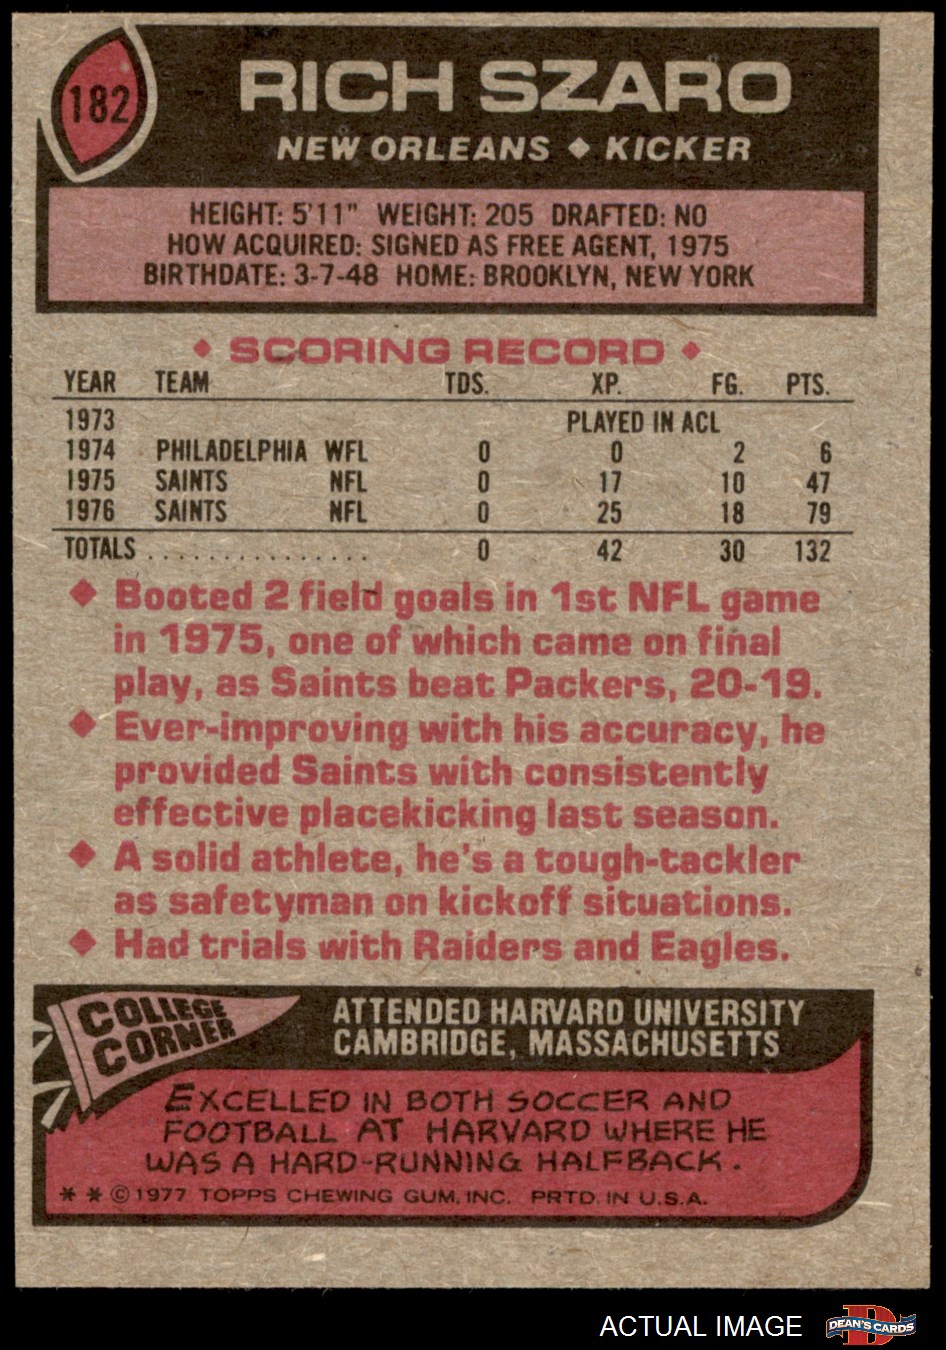 182
RICH SZARO
NEW ORLEANS ◆ KICKER
HEIGHT: 5'11" WEIGHT: 205 DRAFTED: NO
HOW ACQUIRED: SIGNED AS FREE AGENT, 1975
BIRTHDATE: 3-7-48 HOME: BROOKLYN, NEW YORK
◆ SCORING RECORD ◆
YEAR TEAM TDS. XP. FG. PTS.
1973 PLAYED IN ACL
1974 PHILADELPHIA WFL 0 0 2 6
1975 SAINTS NFL 0 17 10 47
1976 SAINTS NFL 0 25 18 79
TOTALS . . . . . . . . . . . . . . . 0 42 30 132
◆ Booted 2 field goals in 1st NFL game
in 1975, one of which came on final
play, as Saints beat Packers, 20-19.
◆ Ever-improving with his accuracy, he
provided Saints with consistently
effective placekicking last season.
◆ A solid athlete, he's a tough-tackler
as safetyman on kickoff situations.
◆ Had trials with Raiders and Eagles.
COLLEGE
CORNER
ATTENDED HARVARD UNIVERSITY
CAMBRIDGE, MASSACHUSETTS
EXCELLED IN BOTH SOCCER AND
FOOTBALL AT HARVARD WHERE HE
WAS A HARD-RUNNING HALFBACK.
* * © 1977 TOPPS CHEWING GUM, INC. PRTD. IN U.S.A.
ACTUAL IMAGE
D
DEAN'S CARDS